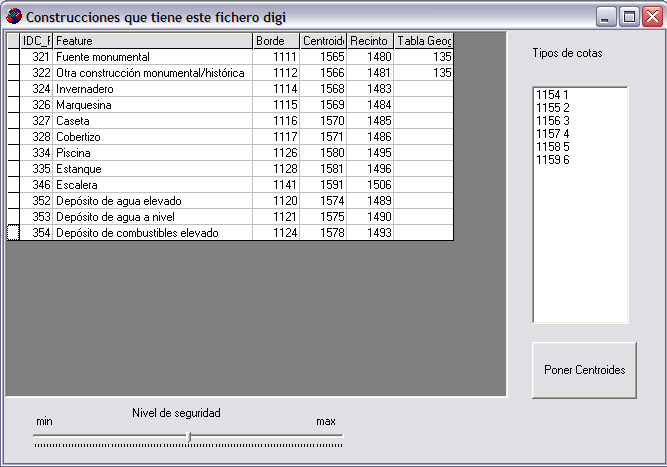 Construcciones que tiene este fichero digi
IDC_F Feature Borde Centroide Recinto Tabla Geog
321 Fuente monumental 1111 1565 1480 135
322 Otra construcción monumental/histórica 1112 1566 1481 135
324 Invernadero 1114 1568 1483
326 Marquesina 1115 1569 1484
327 Caseta 1116 1570 1485
328 Cobertizo 1117 1571 1486
334 Piscina 1126 1580 1495
335 Estanque 1128 1581 1496
346 Escalera 1141 1591 1506
352 Depósito de agua elevado 1120 1574 1489
353 Depósito de agua a nivel 1121 1575 1490
354 Depósito de combustibles elevado 1124 1578 1493
Tipos de cotas
1154 1
1155 2
1156 3
1157 4
1158 5
1159 6
Poner Centroides
Nivel de seguridad
min max